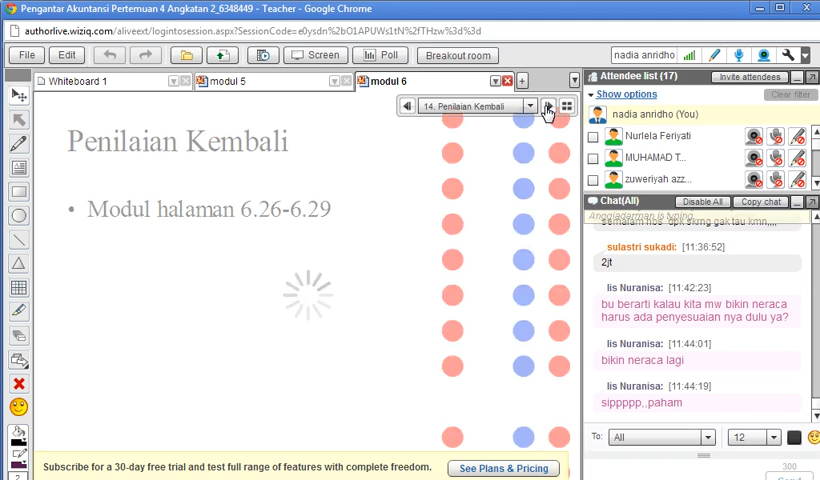 Pengantar Akuntansi Pertemuan 4 Angkatan 2_6348449 - Teacher - Google Chrome
authorlive.wiziq.com/aliveext/logintosession.aspx?SessionCode=e0ysdn%2bO1APUWs1tN%2fTHzw%3d%3d
File
Edit
Screen
Poll
Breakout room
nadia anridho
Whiteboard 1
modul 5
modul 6
14. Penilaian Kembali
Penilaian Kembali
• Modul halaman 6.26-6.29
Subscribe for a 30-day free trial and test full range of features with complete freedom.
See Plans & Pricing
Attendee list (17)
Invite attendees
Show options
Clear filter
nadia anridho (You)
Nurlela Feriyati
MUHAMAD T...
zuweriyah azz...
Chat(All)
Disable All
Copy chat
sulastri sukadi: [11:36:52]
2jt
Iis Nuranisa: [11:42:23]
bu berarti kalau kita mw bikin neraca
harus ada penyesuaian nya dulu ya?
Iis Nuranisa: [11:44:01]
bikin neraca lagi
Iis Nuranisa: [11:44:19]
sippppp,,paham
To:
All
12
300